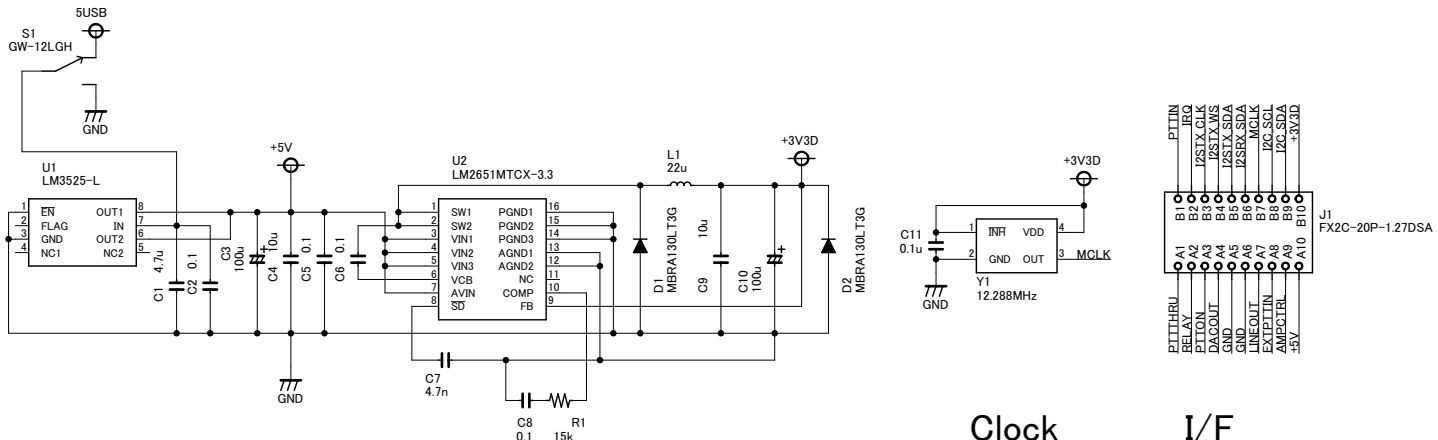 5USB
S1
GW-12LGH
GND
U1
LM3525-L
1 EN OUT1 8
2 FLAG IN 7
3 GND OUT2 6
4 NC1 NC2 5
C1 4.7u
C2 0.1
C3 100u
C4 10u
C5 0.1
C6 0.1
+5V
GND
U2
LM2651MTCX-3.3
1 SW1 PGND1 16
2 SW2 PGND2 15
3 VIN1 PGND3 14
4 VIN2 AGND1 13
5 VIN3 AGND2 12
6 VCB NC 11
7 AVIN COMP 10
8 SD FB 9
C7
4.7n
C8
0.1
R1
15k
L1
22u
+3V3D
D1
MBRA130LT3G
C9 10u
C10 100u
D2
MBRA130LT3G
+3V3D
C11
0.1u
1 INH VDD 4
2 GND OUT 3 MCLK
Y1
12.288MHz
GND
Clock
PTTIN
IRQ
I2STX_CLK
I2STX_WS
I2STX_SDA
I2SRX_SDA
MCLK
I2C_SCL
I2C_SDA
+3V3D
B1 B2 B3 B4 B5 B6 B7 B8 B9 B10
J1
FX2C-20P-1.27DSA
A1 A2 A3 A4 A5 A6 A7 A8 A9 A10
PTTTHRU
RELAY
PTTON
DACOUT
GND
GND
LINEOUT
EXTPTTIN
AMPCTRL
+5V
I/F